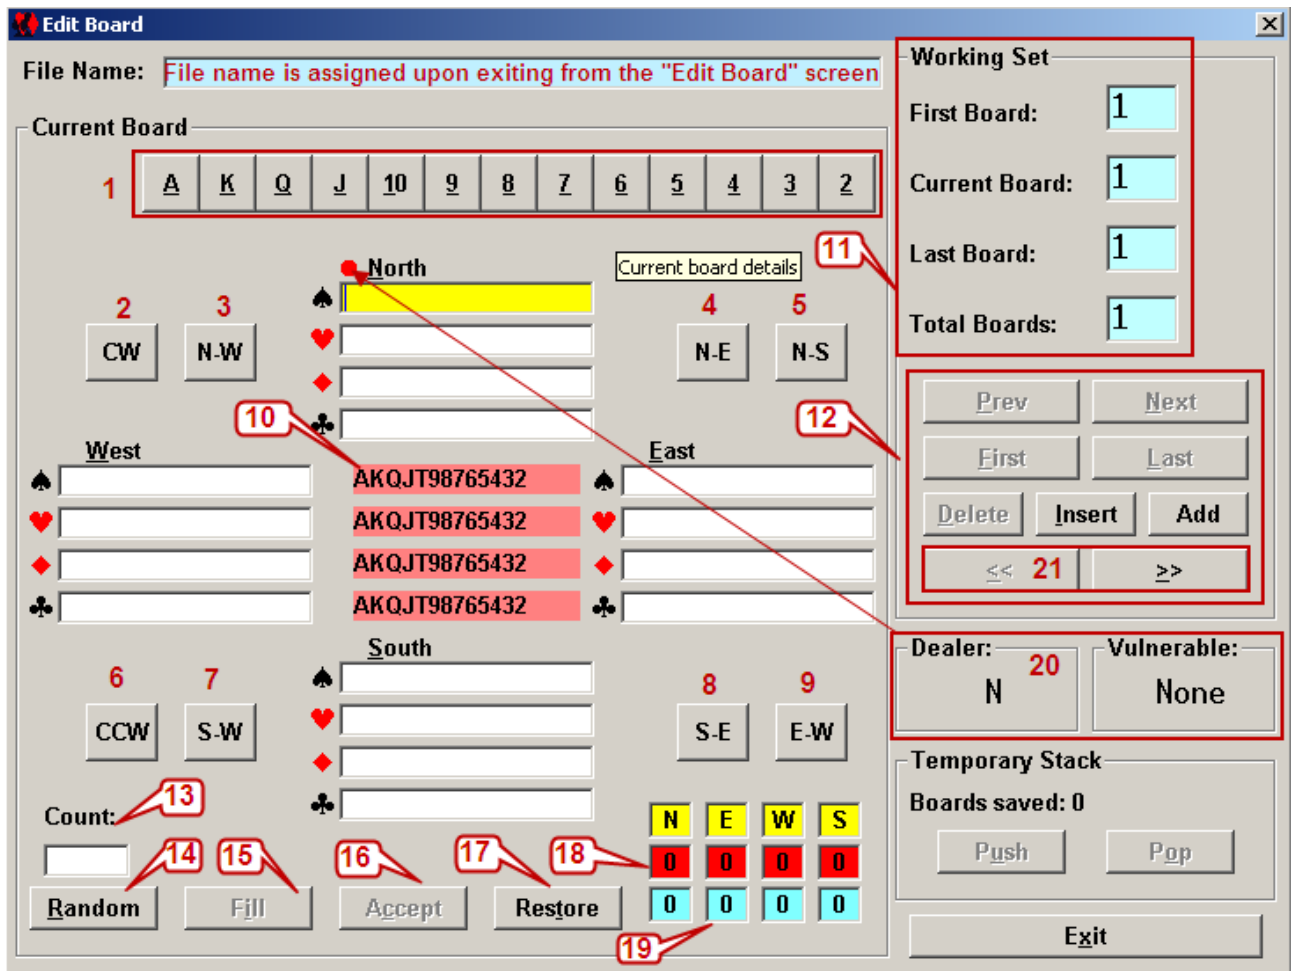 Edit Board
File Name: File name is assigned upon exiting from the "Edit Board" screen
Working Set
First Board: 1
Current Board: 1
Last Board: 1
Total Boards: 1
11
Current Board
1 A K Q J 10 9 8 7 6 5 4 3 2
North
Current board details
2 3 4 5
CW N-W N-E N-S
10
12
Prev Next
First Last
Delete Insert Add
<< 21 >>
West
East
AKQJT98765432
AKQJT98765432
AKQJT98765432
AKQJT98765432
South
6 7 8 9
CCW S-W S-E E-W
Dealer: 20 Vulnerable:
N None
Temporary Stack
Boards saved: 0
Push Pop
13
Count:
14 15 16 17 18
N E W S
0 0 0 0
0 0 0 0
19
Random Fill Accept Restore
Exit